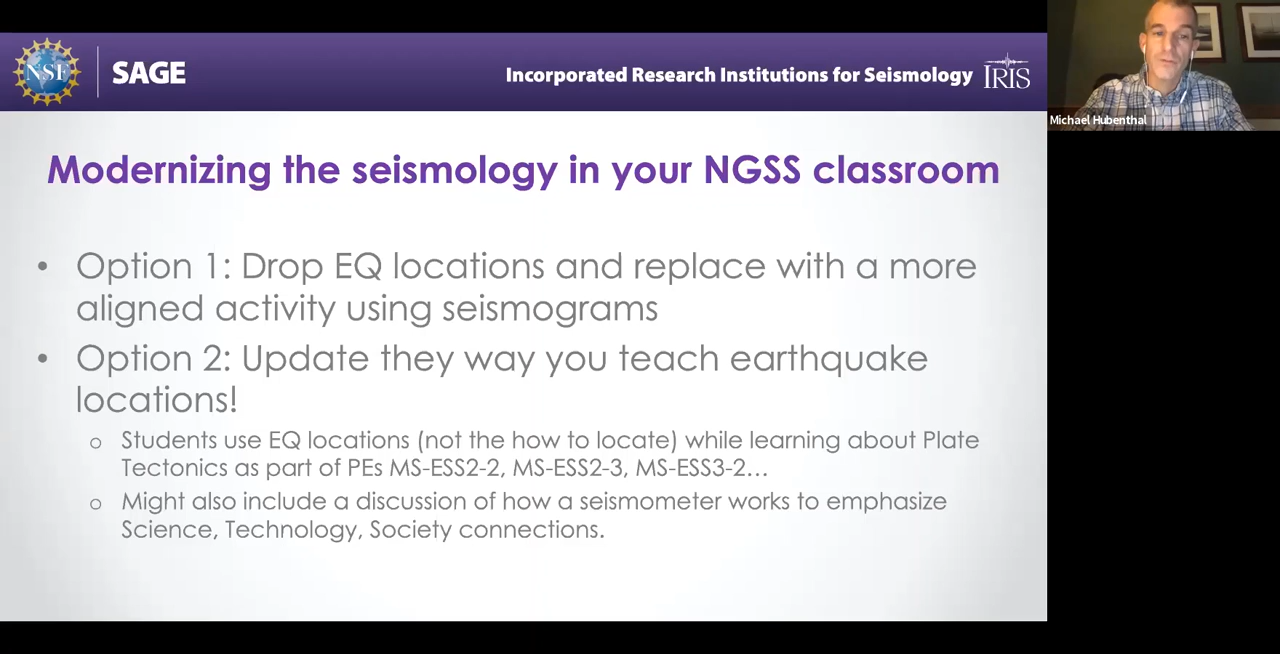 NSF
SAGE
Incorporated Research Institutions for Seismology
IRIS
Michael Hubenthal
Modernizing the seismology in your NGSS classroom
• Option 1: Drop EQ locations and replace with a more
aligned activity using seismograms
• Option 2: Update they way you teach earthquake
locations!
o Students use EQ locations (not the how to locate) while learning about Plate
Tectonics as part of PEs MS-ESS2-2, MS-ESS2-3, MS-ESS3-2…
o Might also include a discussion of how a seismometer works to emphasize
Science, Technology, Society connections.